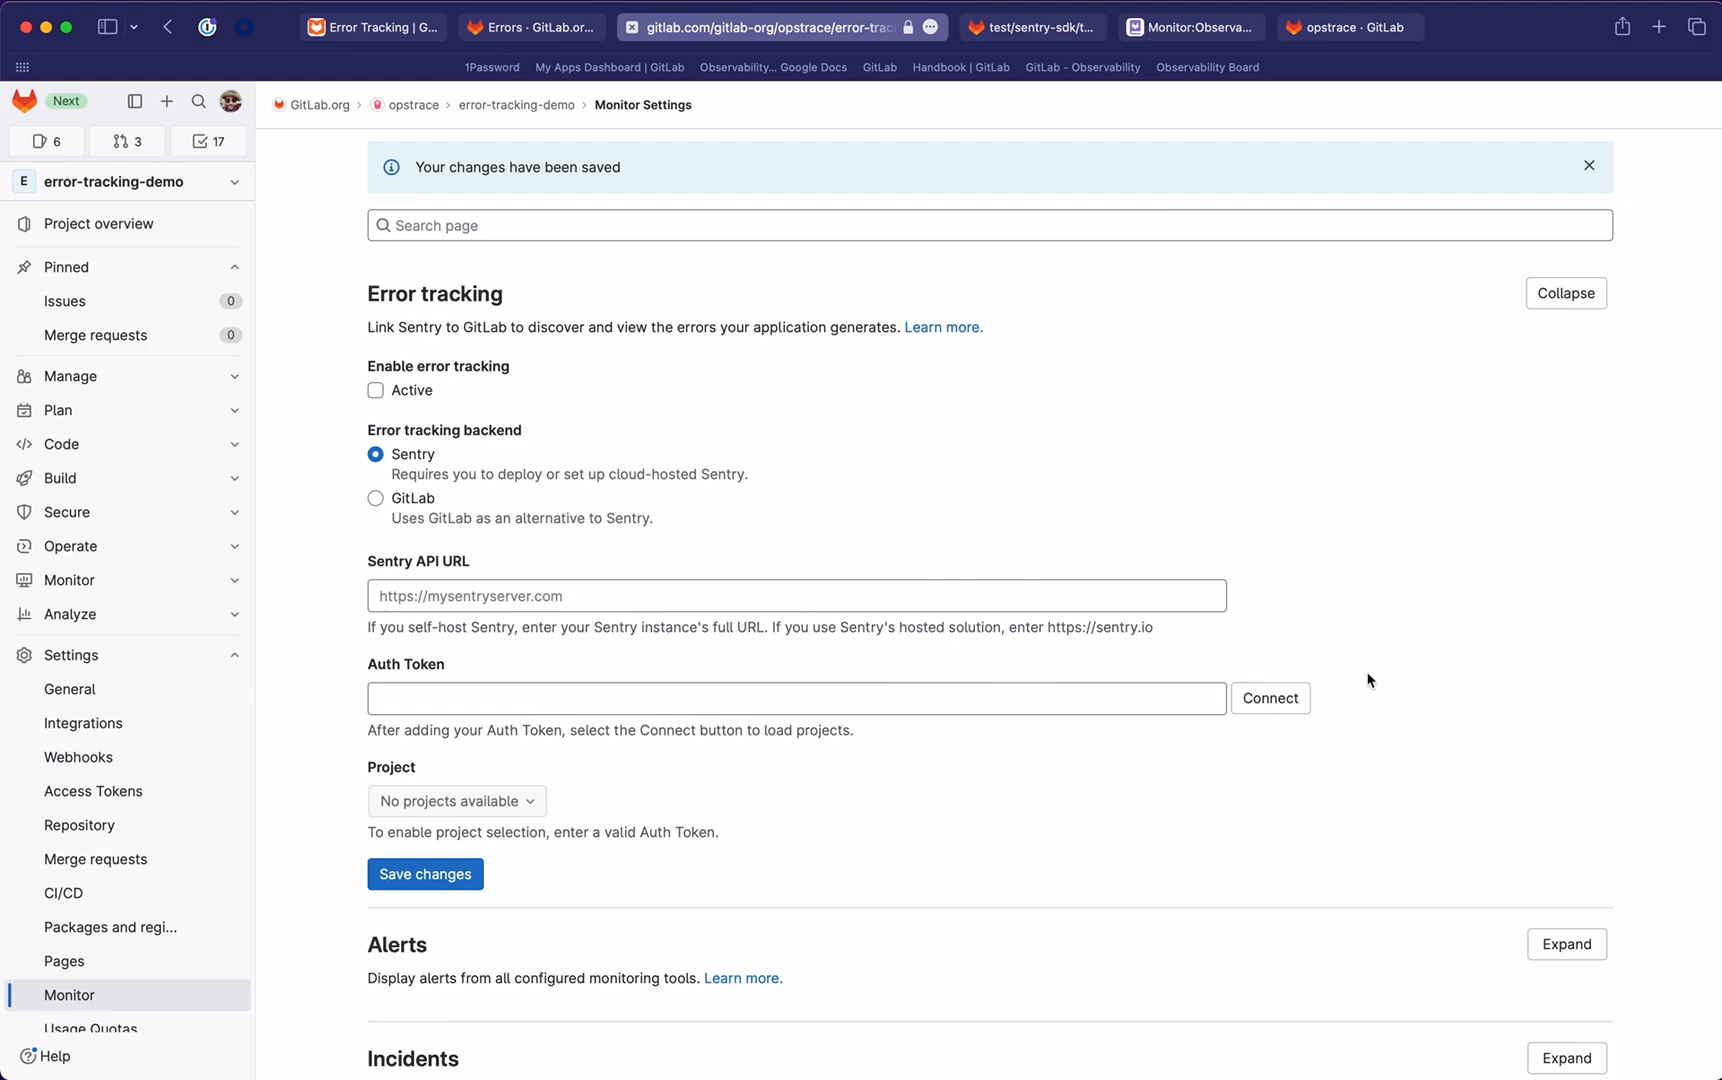 Error Tracking | G...
Errors · GitLab.or...
gitlab.com/gitlab-org/opstrace/error-trac
test/sentry-sdk/t...
Monitor:Observa...
opstrace · GitLab
1Password
My Apps Dashboard | GitLab
Observability... Google Docs
GitLab
Handbook | GitLab
GitLab - Observability
Observability Board
Next
6
3
17
E error-tracking-demo
Project overview
Pinned
Issues 0
Merge requests 0
Manage
Plan
Code
Build
Secure
Operate
Monitor
Analyze
Settings
General
Integrations
Webhooks
Access Tokens
Repository
Merge requests
CI/CD
Packages and regi...
Pages
Monitor
Usage Quotas
Help
GitLab.org › opstrace › error-tracking-demo › Monitor Settings
Your changes have been saved
Search page
Error tracking
Collapse
Link Sentry to GitLab to discover and view the errors your application generates. Learn more.
Enable error tracking
Active
Error tracking backend
Sentry
Requires you to deploy or set up cloud-hosted Sentry.
GitLab
Uses GitLab as an alternative to Sentry.
Sentry API URL
https://mysentryserver.com
If you self-host Sentry, enter your Sentry instance's full URL. If you use Sentry's hosted solution, enter https://sentry.io
Auth Token
Connect
After adding your Auth Token, select the Connect button to load projects.
Project
No projects available
To enable project selection, enter a valid Auth Token.
Save changes
Alerts
Expand
Display alerts from all configured monitoring tools. Learn more.
Incidents
Expand